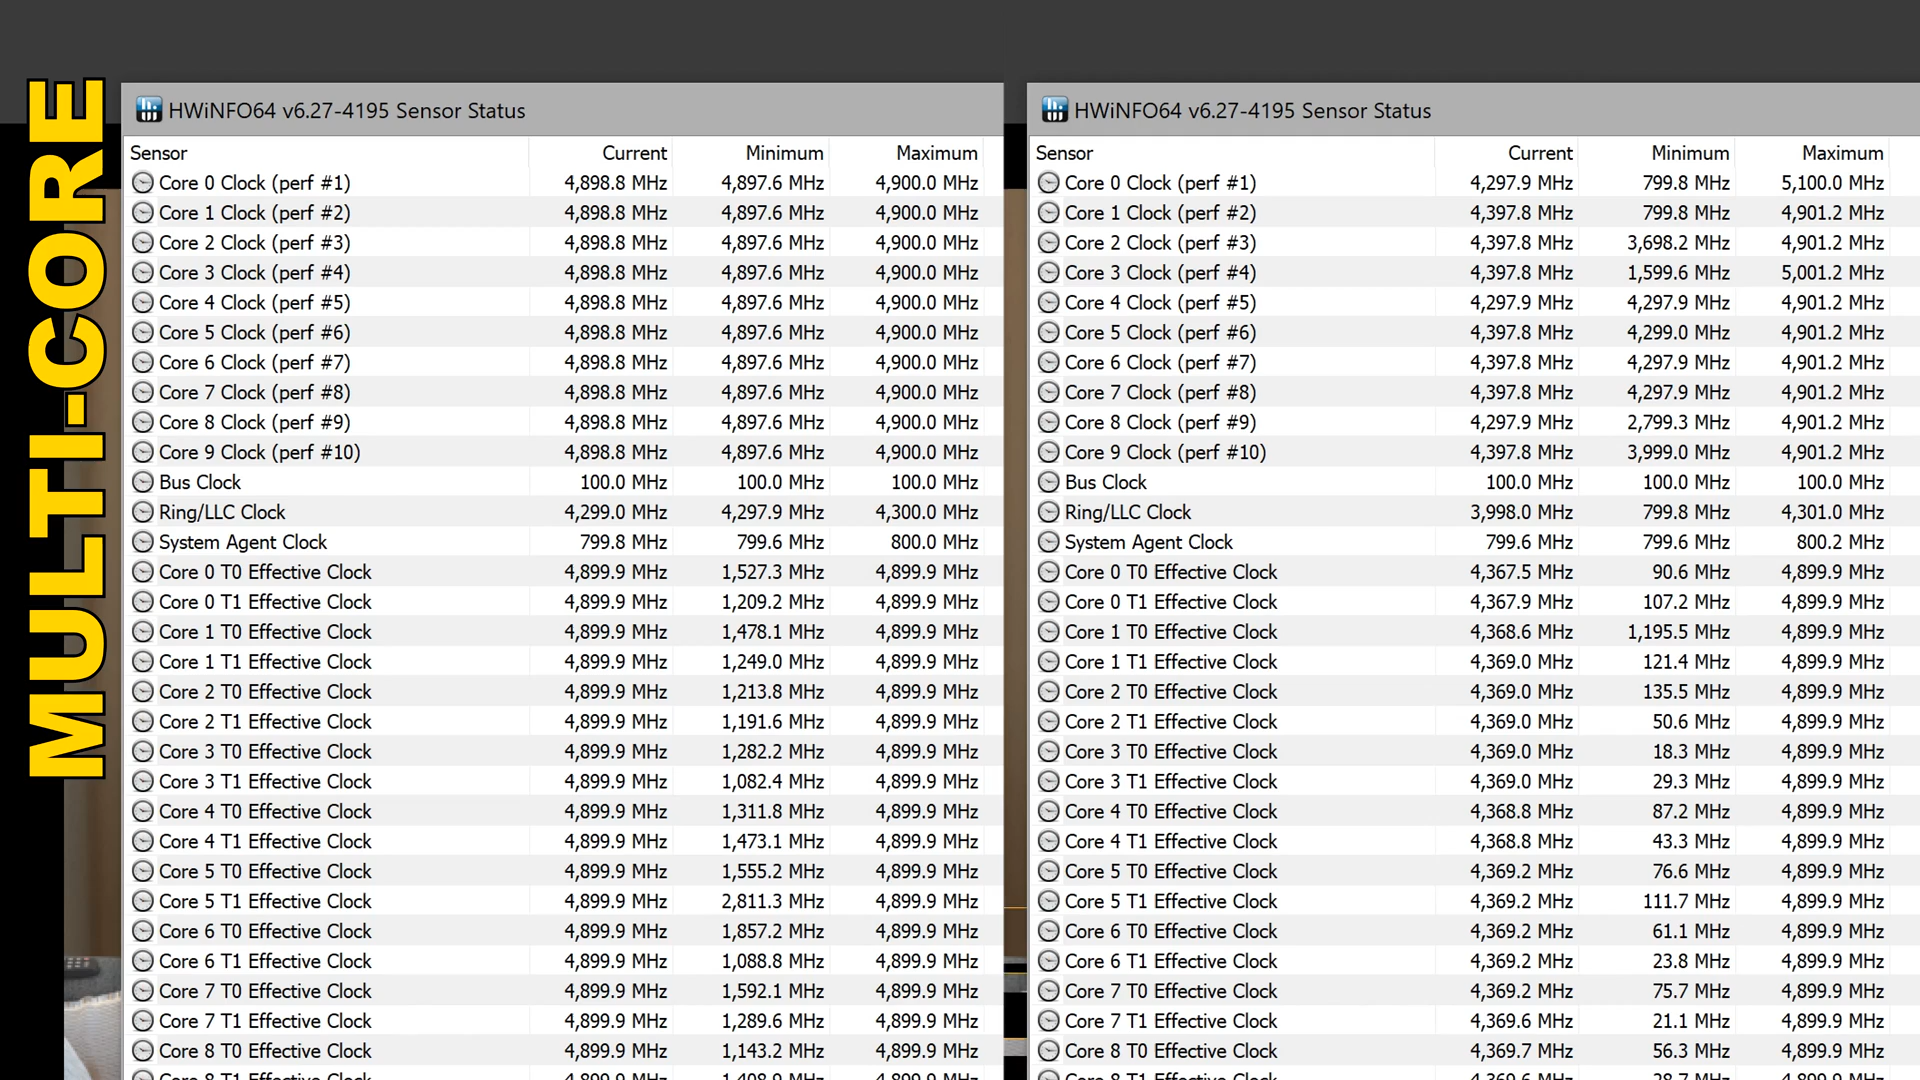 MULTI-CORE
HWiNFO64 v6.27-4195 Sensor Status
Sensor Current Minimum Maximum
Core 0 Clock (perf #1) 4,898.8 MHz 4,897.6 MHz 4,900.0 MHz
Core 1 Clock (perf #2) 4,898.8 MHz 4,897.6 MHz 4,900.0 MHz
Core 2 Clock (perf #3) 4,898.8 MHz 4,897.6 MHz 4,900.0 MHz
Core 3 Clock (perf #4) 4,898.8 MHz 4,897.6 MHz 4,900.0 MHz
Core 4 Clock (perf #5) 4,898.8 MHz 4,897.6 MHz 4,900.0 MHz
Core 5 Clock (perf #6) 4,898.8 MHz 4,897.6 MHz 4,900.0 MHz
Core 6 Clock (perf #7) 4,898.8 MHz 4,897.6 MHz 4,900.0 MHz
Core 7 Clock (perf #8) 4,898.8 MHz 4,897.6 MHz 4,900.0 MHz
Core 8 Clock (perf #9) 4,898.8 MHz 4,897.6 MHz 4,900.0 MHz
Core 9 Clock (perf #10) 4,898.8 MHz 4,897.6 MHz 4,900.0 MHz
Bus Clock 100.0 MHz 100.0 MHz 100.0 MHz
Ring/LLC Clock 4,299.0 MHz 4,297.9 MHz 4,300.0 MHz
System Agent Clock 799.8 MHz 799.6 MHz 800.0 MHz
Core 0 T0 Effective Clock 4,899.9 MHz 1,527.3 MHz 4,899.9 MHz
Core 0 T1 Effective Clock 4,899.9 MHz 1,209.2 MHz 4,899.9 MHz
Core 1 T0 Effective Clock 4,899.9 MHz 1,478.1 MHz 4,899.9 MHz
Core 1 T1 Effective Clock 4,899.9 MHz 1,249.0 MHz 4,899.9 MHz
Core 2 T0 Effective Clock 4,899.9 MHz 1,213.8 MHz 4,899.9 MHz
Core 2 T1 Effective Clock 4,899.9 MHz 1,191.6 MHz 4,899.9 MHz
Core 3 T0 Effective Clock 4,899.9 MHz 1,282.2 MHz 4,899.9 MHz
Core 3 T1 Effective Clock 4,899.9 MHz 1,082.4 MHz 4,899.9 MHz
Core 4 T0 Effective Clock 4,899.9 MHz 1,311.8 MHz 4,899.9 MHz
Core 4 T1 Effective Clock 4,899.9 MHz 1,473.1 MHz 4,899.9 MHz
Core 5 T0 Effective Clock 4,899.9 MHz 1,555.2 MHz 4,899.9 MHz
Core 5 T1 Effective Clock 4,899.9 MHz 2,811.3 MHz 4,899.9 MHz
Core 6 T0 Effective Clock 4,899.9 MHz 1,857.2 MHz 4,899.9 MHz
Core 6 T1 Effective Clock 4,899.9 MHz 1,088.8 MHz 4,899.9 MHz
Core 7 T0 Effective Clock 4,899.9 MHz 1,592.1 MHz 4,899.9 MHz
Core 7 T1 Effective Clock 4,899.9 MHz 1,289.6 MHz 4,899.9 MHz
Core 8 T0 Effective Clock 4,899.9 MHz 1,143.2 MHz 4,899.9 MHz
HWiNFO64 v6.27-4195 Sensor Status
Sensor Current Minimum Maximum
Core 0 Clock (perf #1) 4,297.9 MHz 799.8 MHz 5,100.0 MHz
Core 1 Clock (perf #2) 4,397.8 MHz 799.8 MHz 4,901.2 MHz
Core 2 Clock (perf #3) 4,397.8 MHz 3,698.2 MHz 4,901.2 MHz
Core 3 Clock (perf #4) 4,397.8 MHz 1,599.6 MHz 5,001.2 MHz
Core 4 Clock (perf #5) 4,297.9 MHz 4,297.9 MHz 4,901.2 MHz
Core 5 Clock (perf #6) 4,397.8 MHz 4,299.0 MHz 4,901.2 MHz
Core 6 Clock (perf #7) 4,397.8 MHz 4,297.9 MHz 4,901.2 MHz
Core 7 Clock (perf #8) 4,397.8 MHz 4,297.9 MHz 4,901.2 MHz
Core 8 Clock (perf #9) 4,297.9 MHz 2,799.3 MHz 4,901.2 MHz
Core 9 Clock (perf #10) 4,397.8 MHz 3,999.0 MHz 4,901.2 MHz
Bus Clock 100.0 MHz 100.0 MHz 100.0 MHz
Ring/LLC Clock 3,998.0 MHz 799.8 MHz 4,301.0 MHz
System Agent Clock 799.6 MHz 799.6 MHz 800.2 MHz
Core 0 T0 Effective Clock 4,367.5 MHz 90.6 MHz 4,899.9 MHz
Core 0 T1 Effective Clock 4,367.9 MHz 107.2 MHz 4,899.9 MHz
Core 1 T0 Effective Clock 4,368.6 MHz 1,195.5 MHz 4,899.9 MHz
Core 1 T1 Effective Clock 4,369.0 MHz 121.4 MHz 4,899.9 MHz
Core 2 T0 Effective Clock 4,369.0 MHz 135.5 MHz 4,899.9 MHz
Core 2 T1 Effective Clock 4,369.0 MHz 50.6 MHz 4,899.9 MHz
Core 3 T0 Effective Clock 4,369.0 MHz 18.3 MHz 4,899.9 MHz
Core 3 T1 Effective Clock 4,369.0 MHz 29.3 MHz 4,899.9 MHz
Core 4 T0 Effective Clock 4,368.8 MHz 87.2 MHz 4,899.9 MHz
Core 4 T1 Effective Clock 4,368.8 MHz 43.3 MHz 4,899.9 MHz
Core 5 T0 Effective Clock 4,369.2 MHz 76.6 MHz 4,899.9 MHz
Core 5 T1 Effective Clock 4,369.2 MHz 111.7 MHz 4,899.9 MHz
Core 6 T0 Effective Clock 4,369.2 MHz 61.1 MHz 4,899.9 MHz
Core 6 T1 Effective Clock 4,369.2 MHz 23.8 MHz 4,899.9 MHz
Core 7 T0 Effective Clock 4,369.2 MHz 75.7 MHz 4,899.9 MHz
Core 7 T1 Effective Clock 4,369.6 MHz 21.1 MHz 4,899.9 MHz
Core 8 T0 Effective Clock 4,369.7 MHz 56.3 MHz 4,899.9 MHz